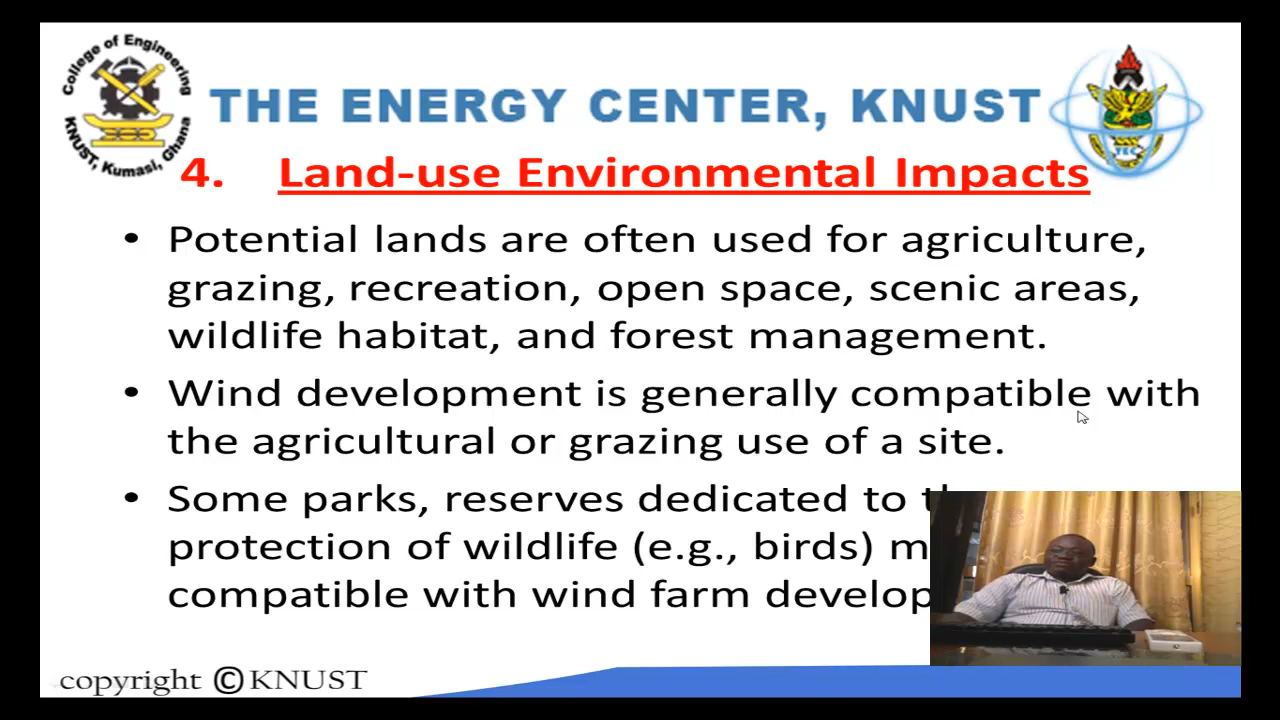 College of Engineering
KNUST, Kumasi, Ghana
THE ENERGY CENTER, KNUST
TEC
4. Land-use Environmental Impacts
• Potential lands are often used for agriculture,
grazing, recreation, open space, scenic areas,
wildlife habitat, and forest management.
• Wind development is generally compatible with
the agricultural or grazing use of a site.
• Some parks, reserves dedicated to
protection of wildlife (e.g., birds)
compatible with wind farm
copyright © KNUST